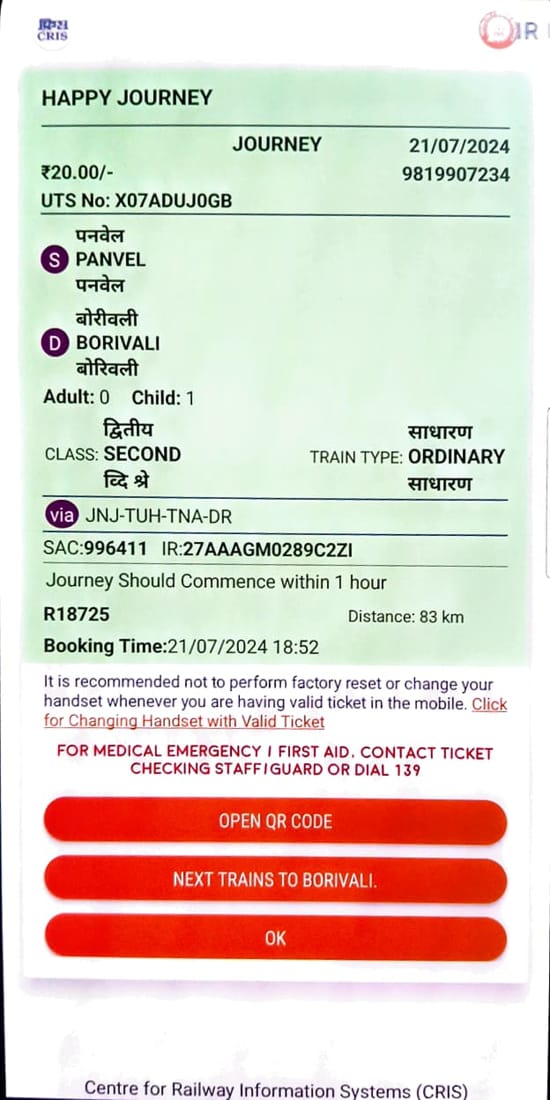 क्रिस
CRIS
IR
HAPPY JOURNEY
JOURNEY 21/07/2024
₹20.00/- 9819907234
UTS No: X07ADUJ0GB
पनवेल
S PANVEL
पनवेल
बोरीवली
D BORIVALI
बोरिवली
Adult: 0 Child: 1
द्वितीय साधारण
CLASS: SECOND TRAIN TYPE: ORDINARY
व्दि श्रे साधारण
via JNJ-TUH-TNA-DR
SAC:996411 IR:27AAAGM0289C2ZI
Journey Should Commence within 1 hour
R18725 Distance: 83 km
Booking Time:21/07/2024 18:52
It is recommended not to perform factory reset or change your
handset whenever you are having valid ticket in the mobile. Click
for Changing Handset with Valid Ticket
FOR MEDICAL EMERGENCY | FIRST AID. CONTACT TICKET
CHECKING STAFF|GUARD OR DIAL 139
OPEN QR CODE
NEXT TRAINS TO BORIVALI.
OK
Centre for Railway Information Systems (CRIS)